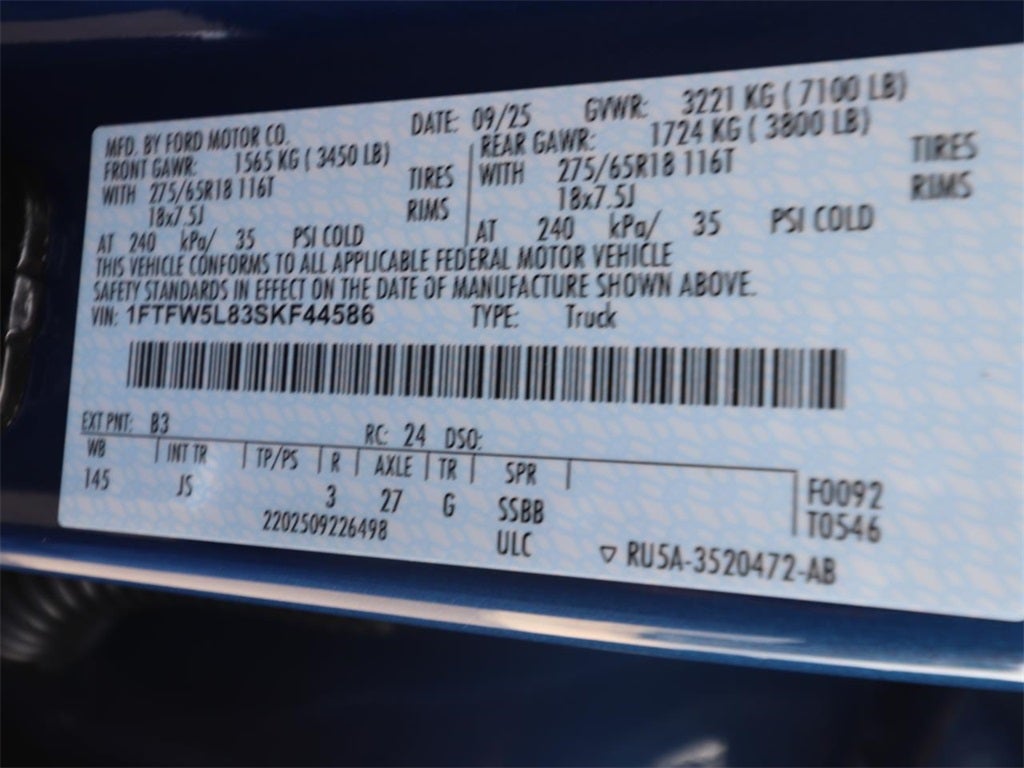 MFD. BY FORD MOTOR CO. DATE: 09/25 GVWR: 3221 KG ( 7100 LB)
FRONT GAWR: 1565 KG ( 3450 LB) REAR GAWR: 1724 KG ( 3800 LB)
WITH 275/65R18 116T TIRES WITH 275/65R18 116T TIRES
18x7.5J RIMS 18x7.5J RIMS
AT 240 kPa/ 35 PSI COLD AT 240 kPa/ 35 PSI COLD
THIS VEHICLE CONFORMS TO ALL APPLICABLE FEDERAL MOTOR VEHICLE
SAFETY STANDARDS IN EFFECT ON THE DATE OF MANUFACTURE SHOWN ABOVE.
VIN: 1FTFW5L83SKF44586 TYPE: Truck
EXT PNT: B3 RC: 24 DSO:
WB INT TR TP/PS R AXLE TR SPR
145 JS 3 27 G SSBB F0092
2202509226498 ULC T0546
RU5A-3520472-AB